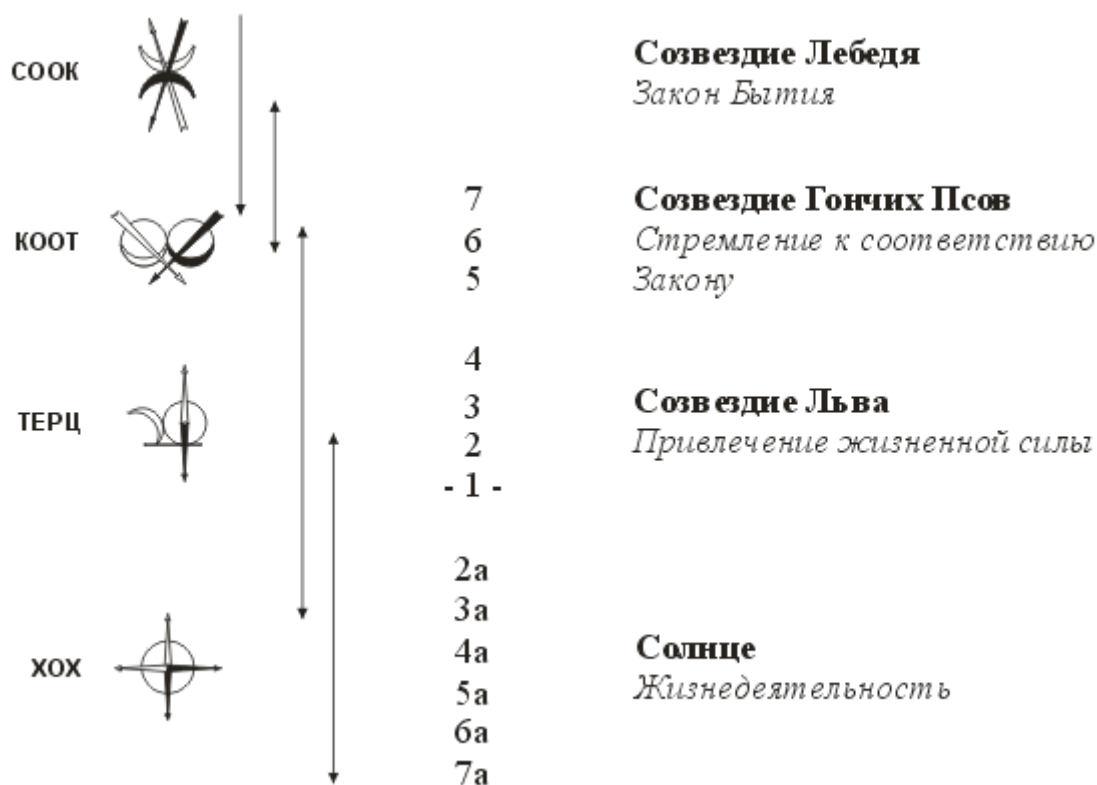 СООК
Созвездие Лебедя
Закон Бытия
7
Созвездие Гончих Псов
КООТ
6
Стремление к соответствию
5
Закону
4
ТЕРЦ
3
Созвездие Льва
2
Привлечение жизненной силы
- 1 -
2а
3а
ХОХ
4а
Солнце
5а
Жизнедеятельность
6а
7а